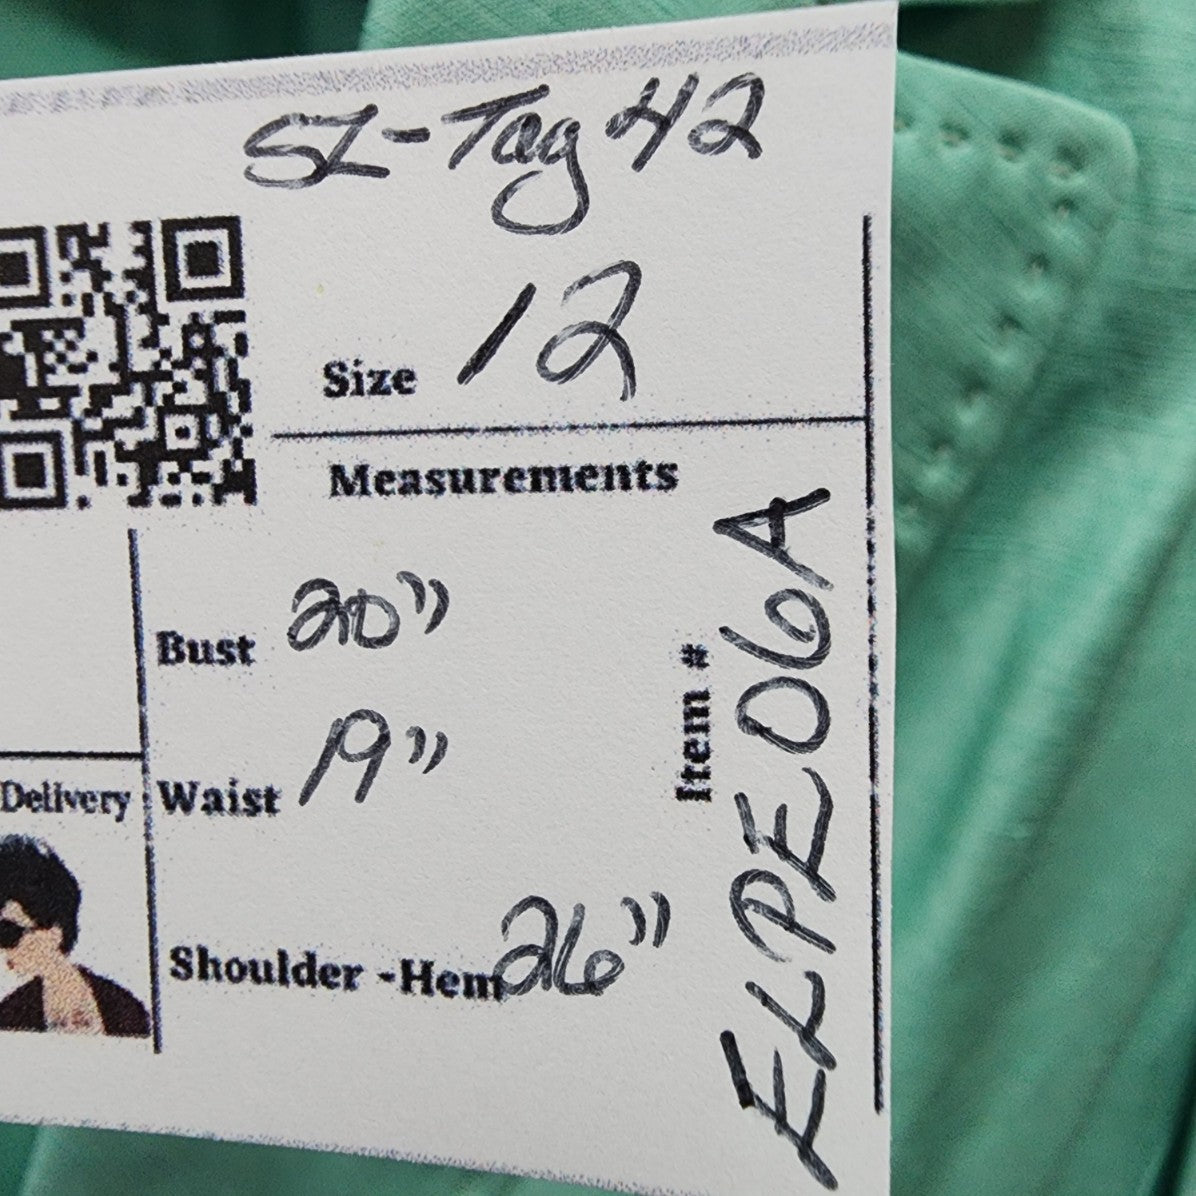 SZ-Tag 42
Size 12
Measurements
Bust 20"
Waist 19"
Shoulder -Hem 26"
Item # ELPE06A
Delivery